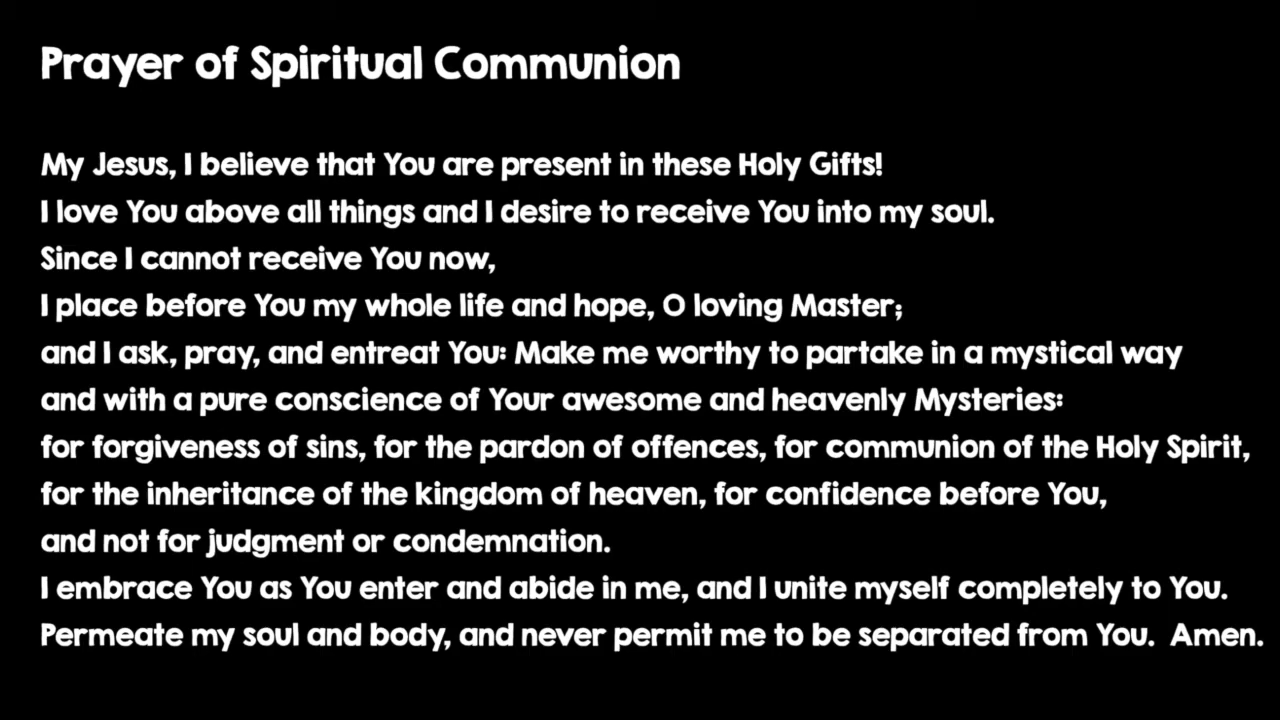 Prayer of Spiritual Communion
My Jesus, I believe that You are present in these Holy Gifts!
I love You above all things and I desire to receive You into my soul.
Since I cannot receive You now,
I place before You my whole life and hope, O loving Master;
and I ask, pray, and entreat You: Make me worthy to partake in a mystical way
and with a pure conscience of Your awesome and heavenly Mysteries:
for forgiveness of sins, for the pardon of offences, for communion of the Holy Spirit,
for the inheritance of the kingdom of heaven, for confidence before You,
and not for judgment or condemnation.
I embrace You as You enter and abide in me, and I unite myself completely to You.
Permeate my soul and body, and never permit me to be separated from You.  Amen.